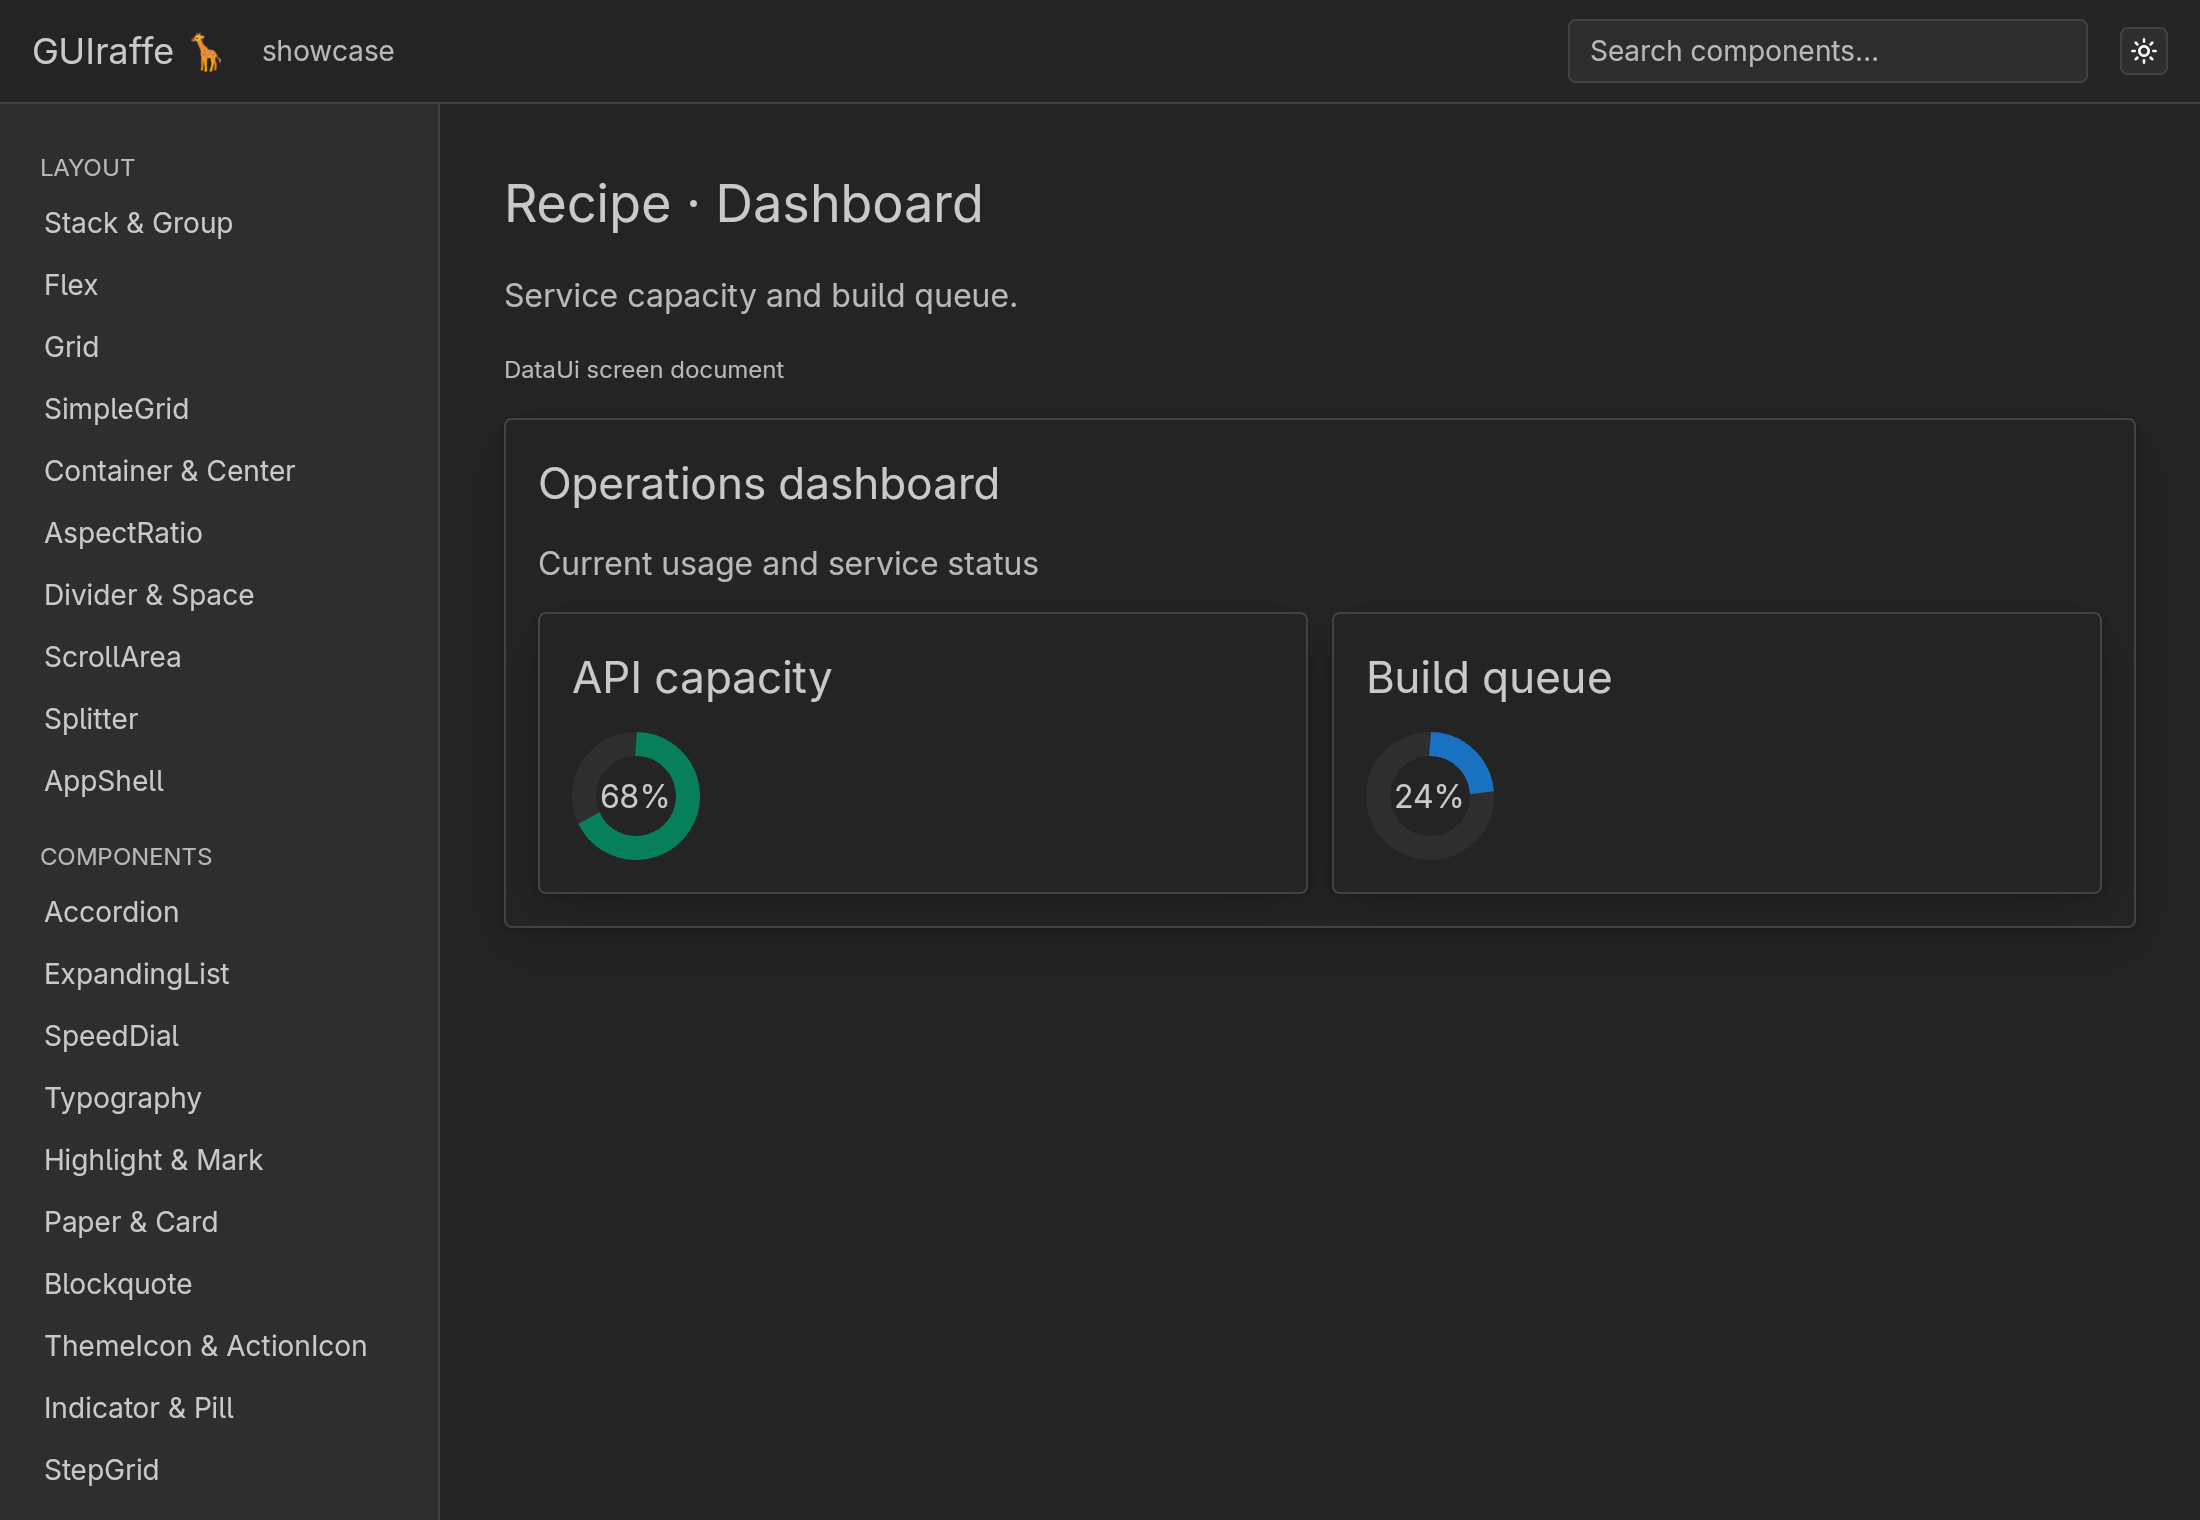 GUIraffe 🦒 showcase
Search components...
LAYOUT
Stack & Group
Flex
Grid
SimpleGrid
Container & Center
AspectRatio
Divider & Space
ScrollArea
Splitter
AppShell
COMPONENTS
Accordion
ExpandingList
SpeedDial
Typography
Highlight & Mark
Paper & Card
Blockquote
ThemeIcon & ActionIcon
Indicator & Pill
StepGrid
Recipe · Dashboard
Service capacity and build queue.
DataUi screen document
Operations dashboard
Current usage and service status
API capacity
68%
Build queue
24%